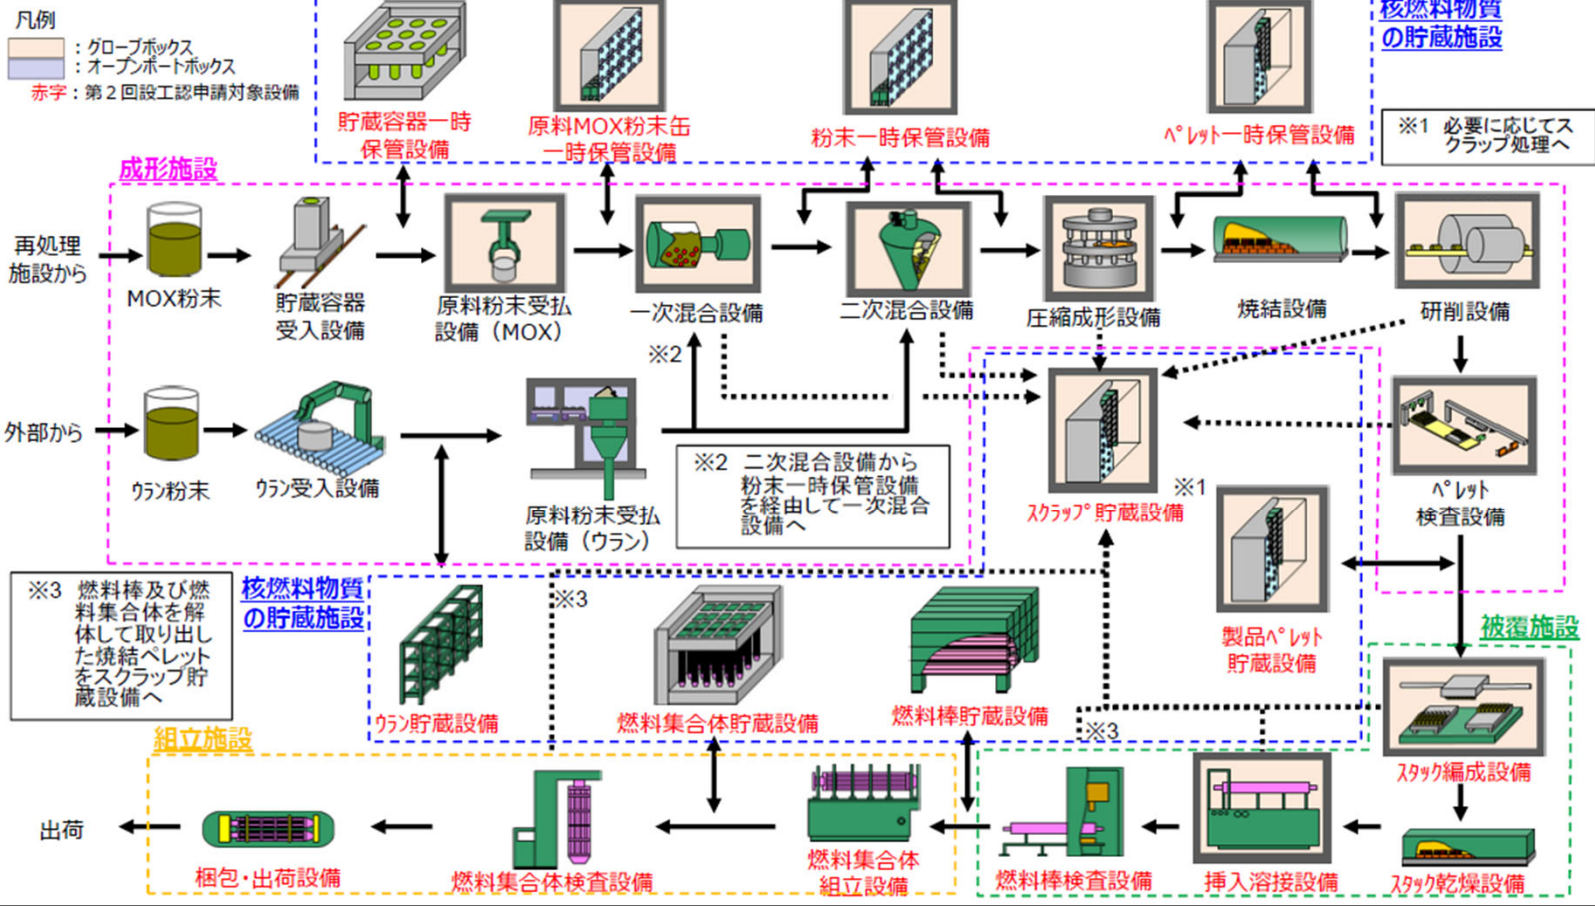 凡例
：グローブボックス
：オープンポートボックス
赤字：第２回設工認申請対象設備
貯蔵容器一時
保管設備
原料MOX粉末缶
一時保管設備
粉末一時保管設備
ペレット一時保管設備
核燃料物質
の貯蔵施設
※1 必要に応じてス
クラップ処理へ
成形施設
再処理
施設から
MOX粉末
貯蔵容器
受入設備
原料粉末受払
設備（MOX）
一次混合設備
二次混合設備
圧縮成形設備
焼結設備
研削設備
※2
外部から
ウラン粉末
ウラン受入設備
原料粉末受払
設備（ウラン）
※2 二次混合設備から
粉末一時保管設備
を経由して一次混合
設備へ
スクラップ貯蔵設備
※1
ペレット
検査設備
※3 燃料棒及び燃
料集合体を解
体して取り出し
た焼結ペレット
をスクラップ貯
蔵設備へ
核燃料物質
の貯蔵施設
※3
ウラン貯蔵設備
燃料集合体貯蔵設備
燃料棒貯蔵設備
製品ペレット
貯蔵設備
被覆施設
※3
スタック編成設備
組立施設
出荷
梱包・出荷設備
燃料集合体検査設備
燃料集合体
組立設備
燃料棒検査設備
挿入溶接設備
スタック乾燥設備